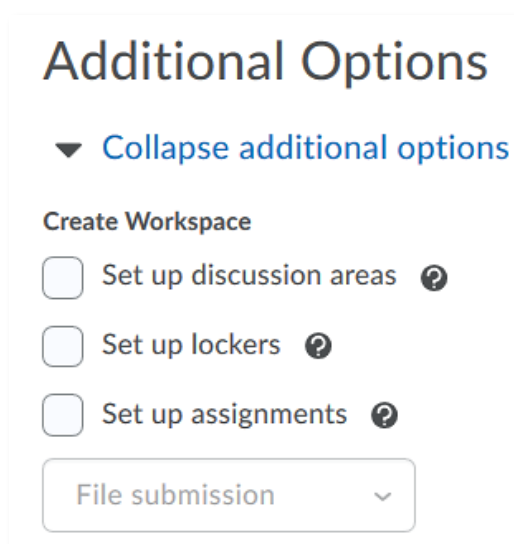 Additional Options
Collapse additional options
Create Workspace
Set up discussion areas
Set up lockers
Set up assignments
File submission